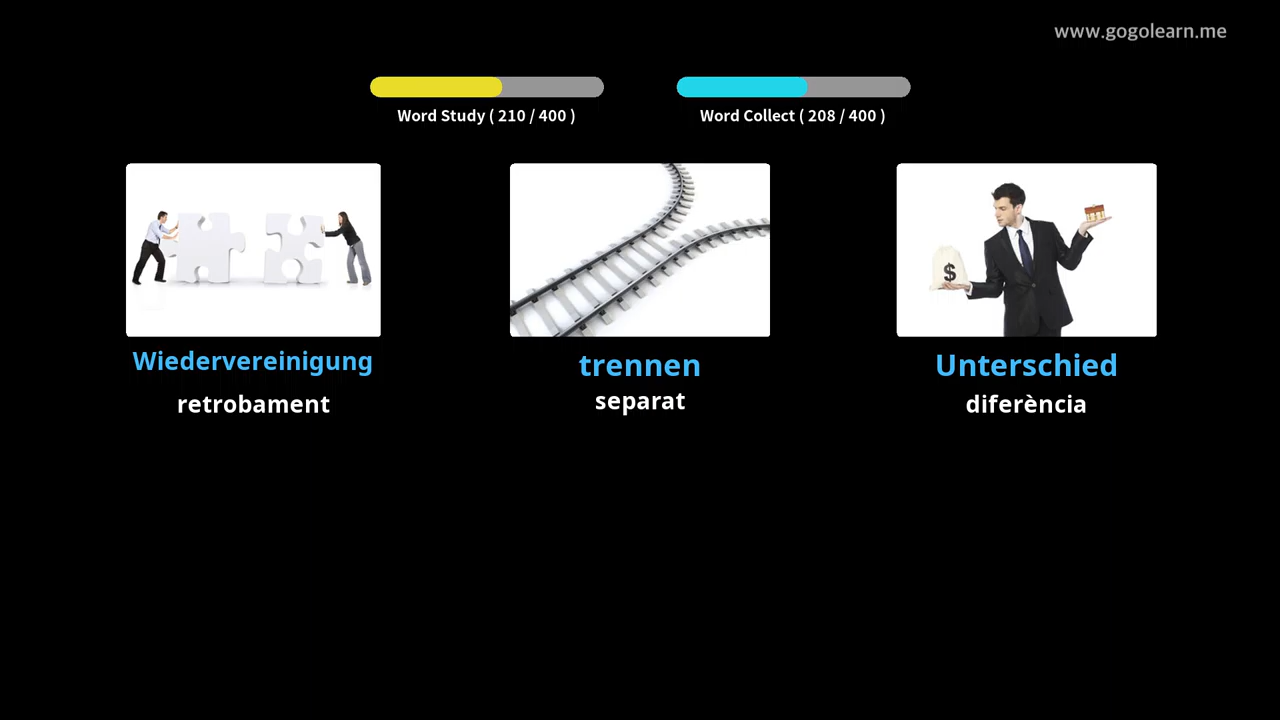 www.gogolearn.me
Word Study ( 210 / 400 )
Word Collect ( 208 / 400 )
$
Wiedervereinigung
retrobament
trennen
separat
Unterschied
diferència